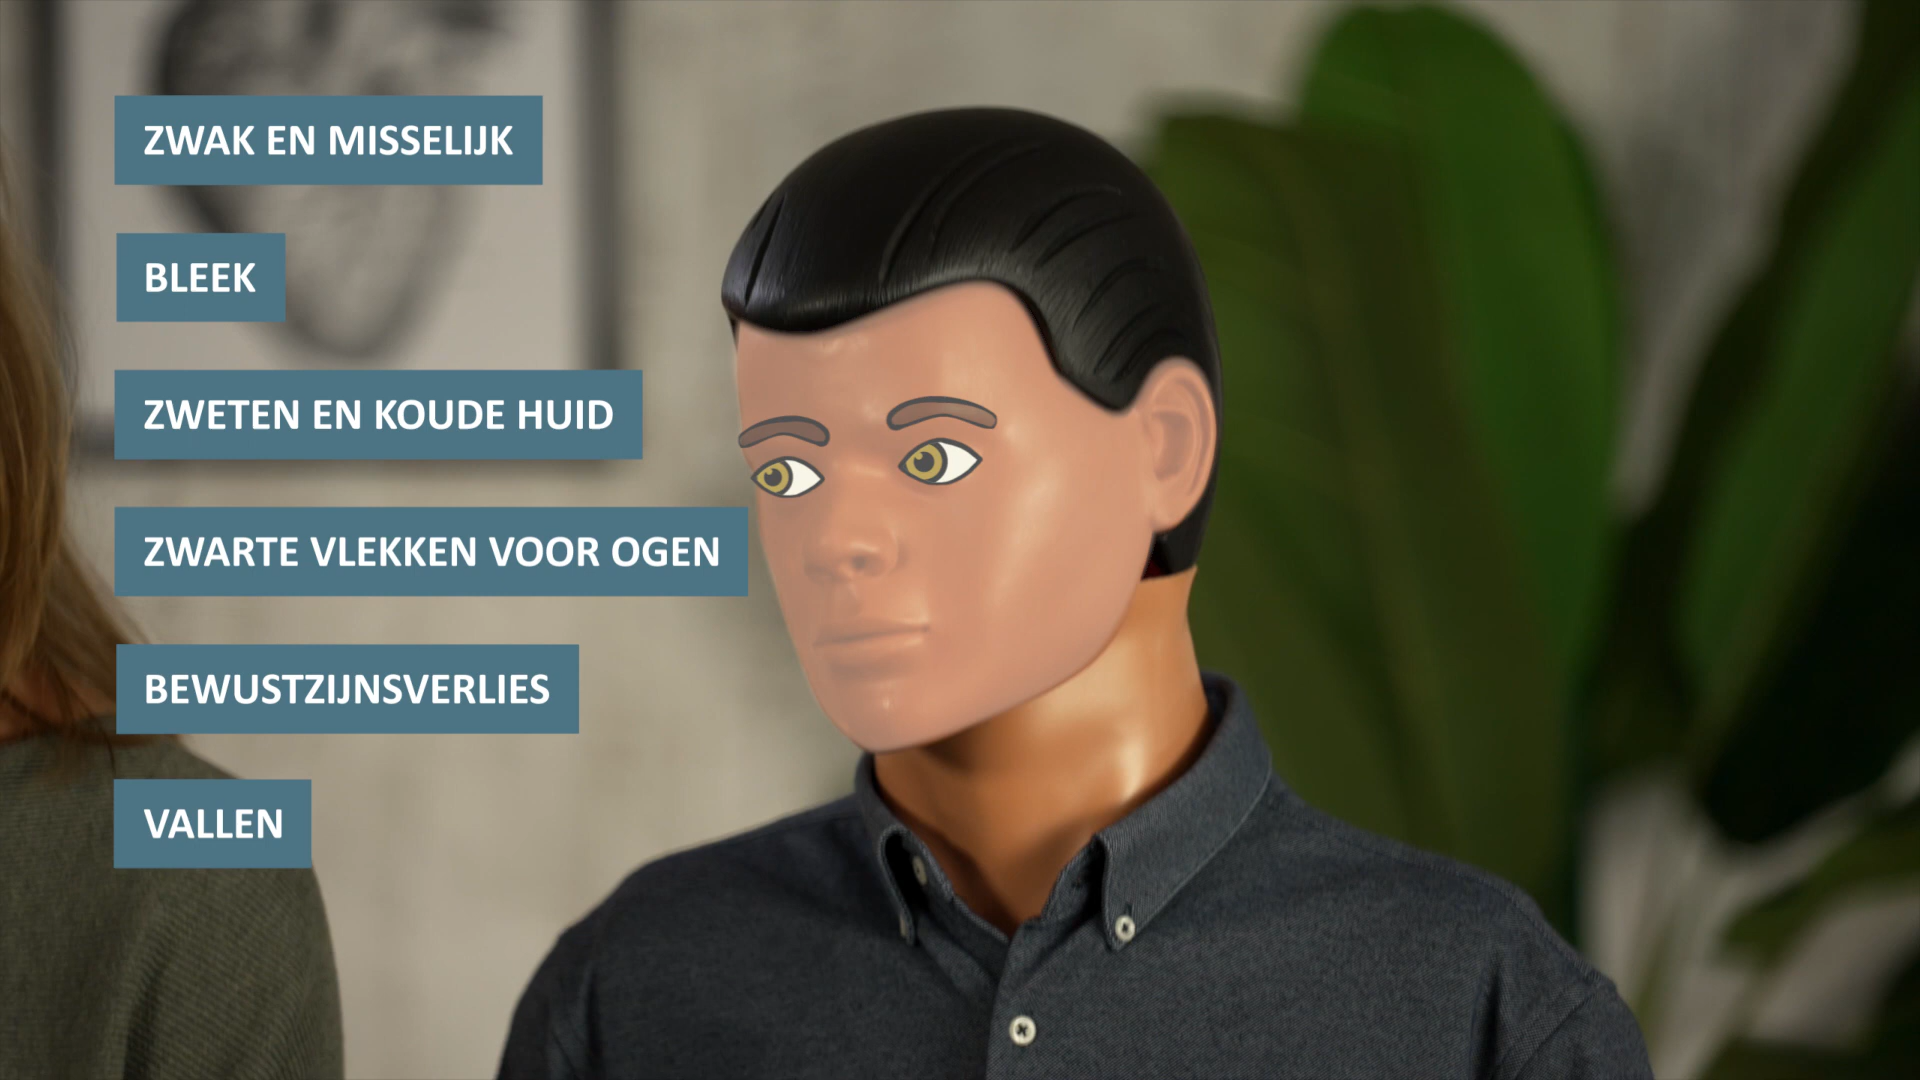 ZWAK EN MISSELIJK
BLEEK
ZWETEN EN KOUDE HUID
ZWARTE VLEKKEN VOOR OGEN
BEWUSTZIJNSVERLIES
VALLEN